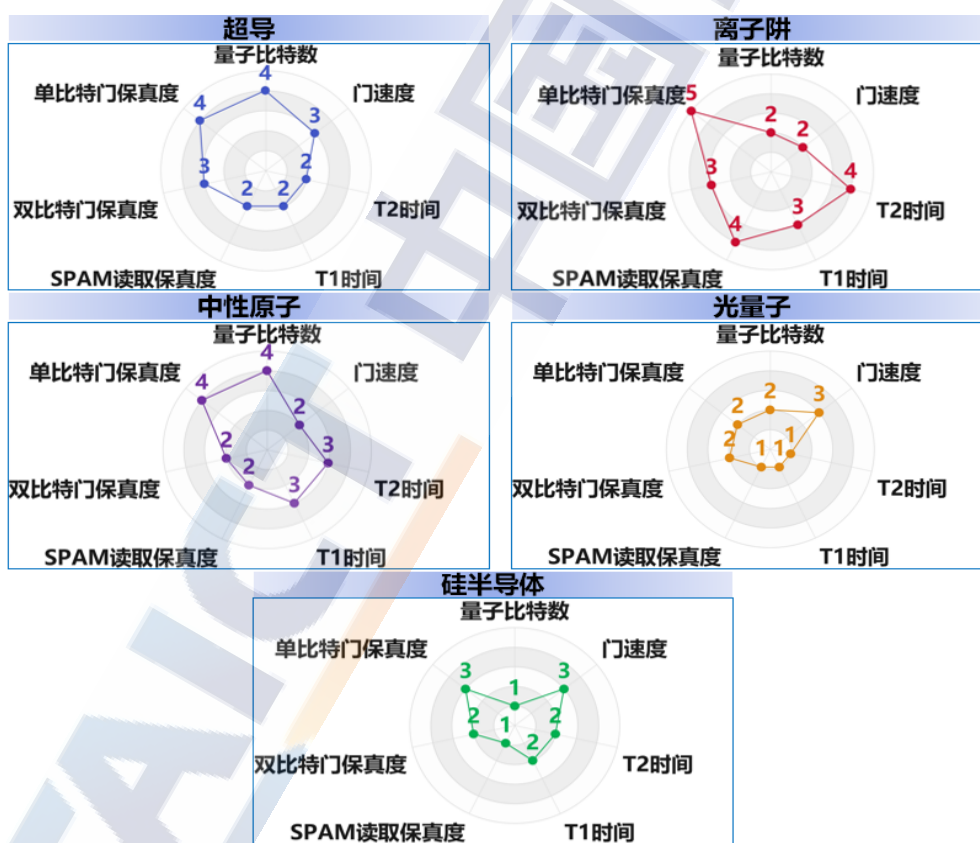 超导
量子比特数
4
单比特门保真度
4
门速度
3
3
2
双比特门保真度
2
2
T2时间
SPAM读取保真度
T1时间
离子阱
量子比特数
单比特门保真度
5
门速度
2
2
3
4
双比特门保真度
4
3
T2时间
SPAM读取保真度
T1时间
中性原子
量子比特数
4
单比特门保真度
4
门速度
2
2
3
双比特门保真度
2
3
T2时间
SPAM读取保真度
T1时间
光量子
量子比特数
单比特门保真度
门速度
2
2
3
2
1
1
1
双比特门保真度
T2时间
SPAM读取保真度
T1时间
硅半导体
量子比特数
单比特门保真度
门速度
3
1
3
2
1
2
2
双比特门保真度
T2时间
SPAM读取保真度
T1时间